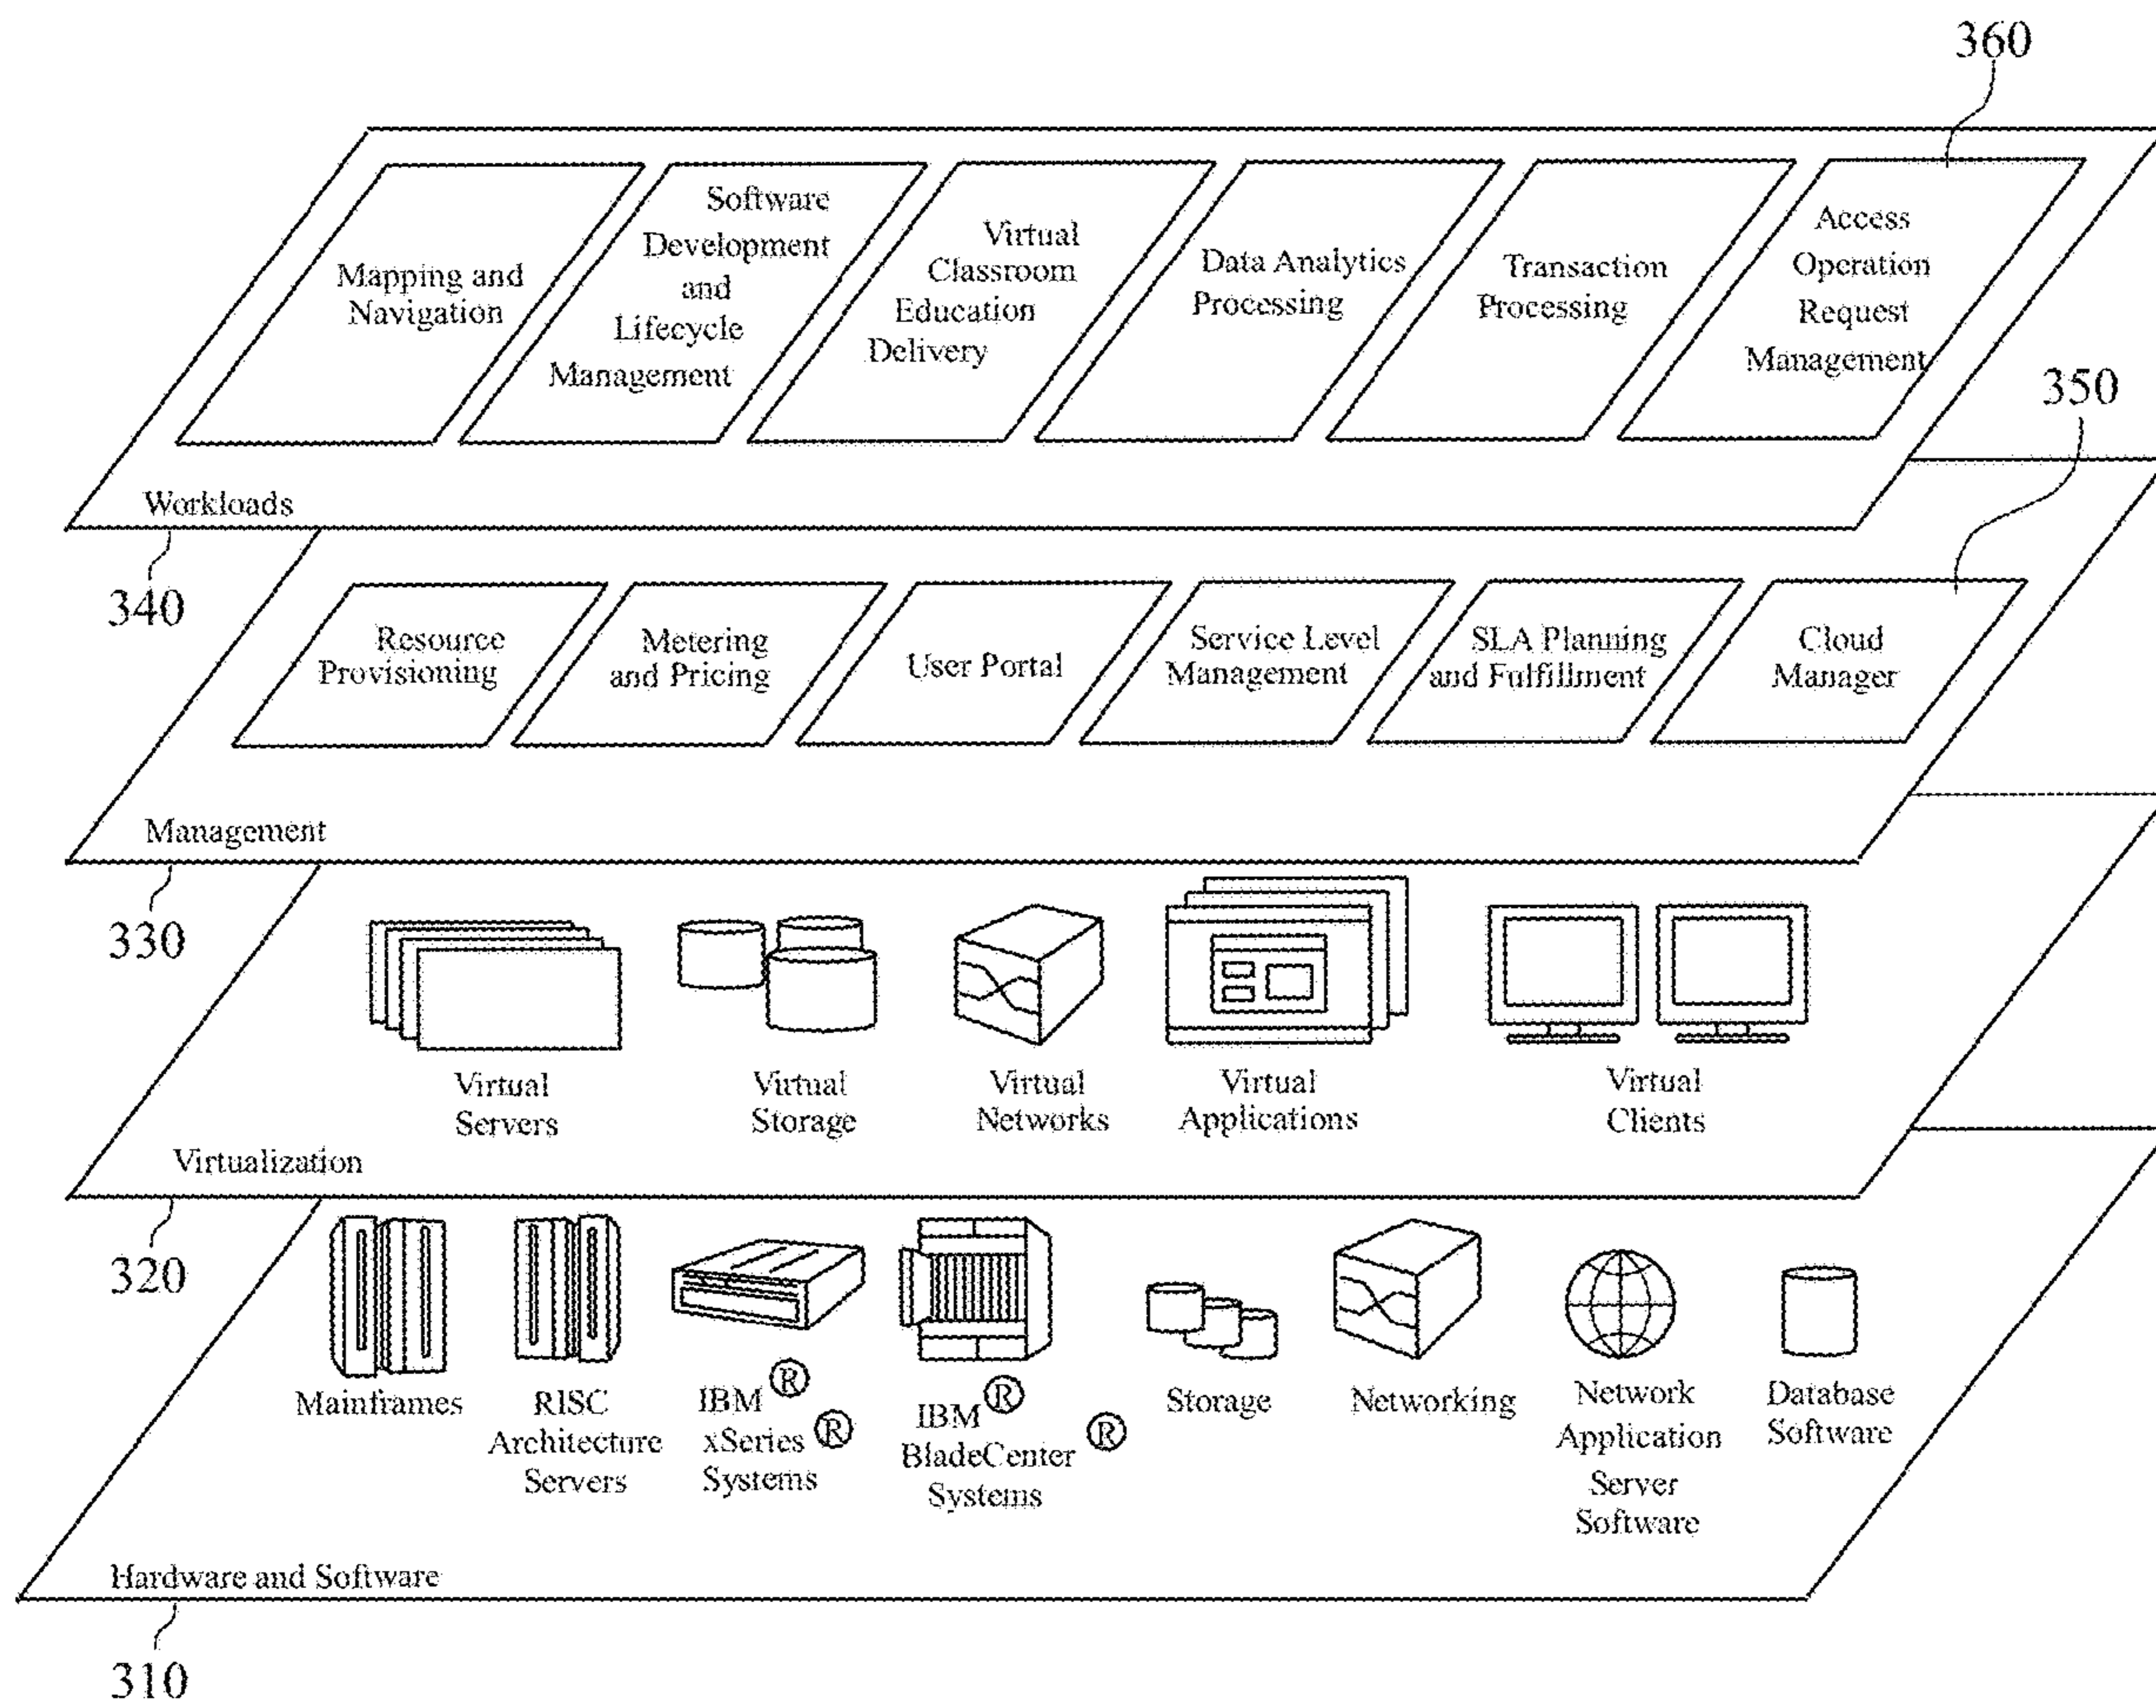 360
Mapping and
Navigation
Software
Development
and
Lifecycle
Management
Virtual
Classroom
Education
Delivery
Data Analytics
Processing
Transaction
Processing
Access
Operation
Request
Management
350
Workloads
340
Resource
Provisioning
Metering
and Pricing
User Portal
Service Level
Management
SLA Planning
and Fulfillment
Cloud
Manager
Management
330
Virtual
Servers
Virtual
Storage
Virtual
Networks
Virtual
Applications
Virtual
Clients
Virtualization
320
Mainframes
RISC
Architecture
Servers
IBM®
xSeries®
Systems
IBM®
BladeCenter®
Systems
Storage
Networking
Network
Application
Server
Software
Database
Software
Hardware and Software
310